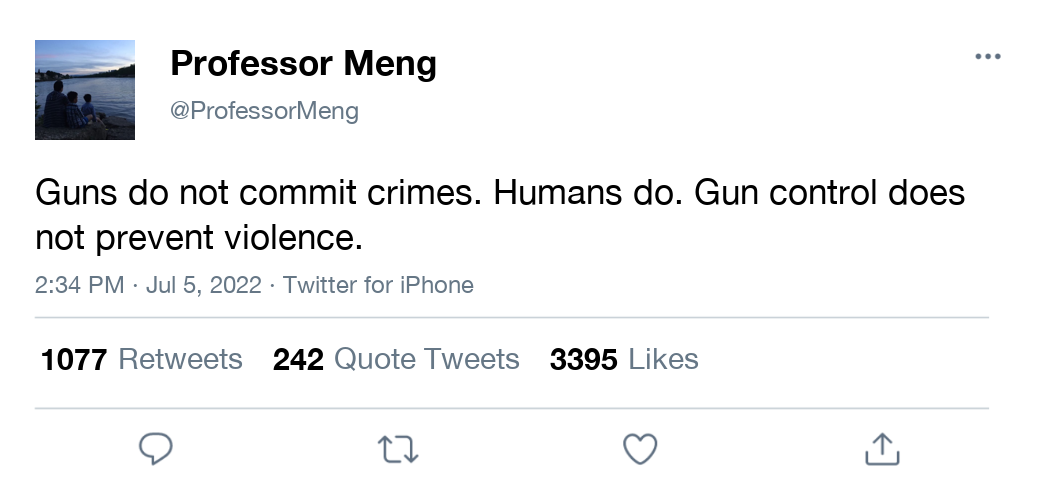 Professor Meng
@ProfessorMeng
Guns do not commit crimes. Humans do. Gun control does
not prevent violence.
2:34 PM · Jul 5, 2022 · Twitter for iPhone
1077 Retweets 242 Quote Tweets 3395 Likes